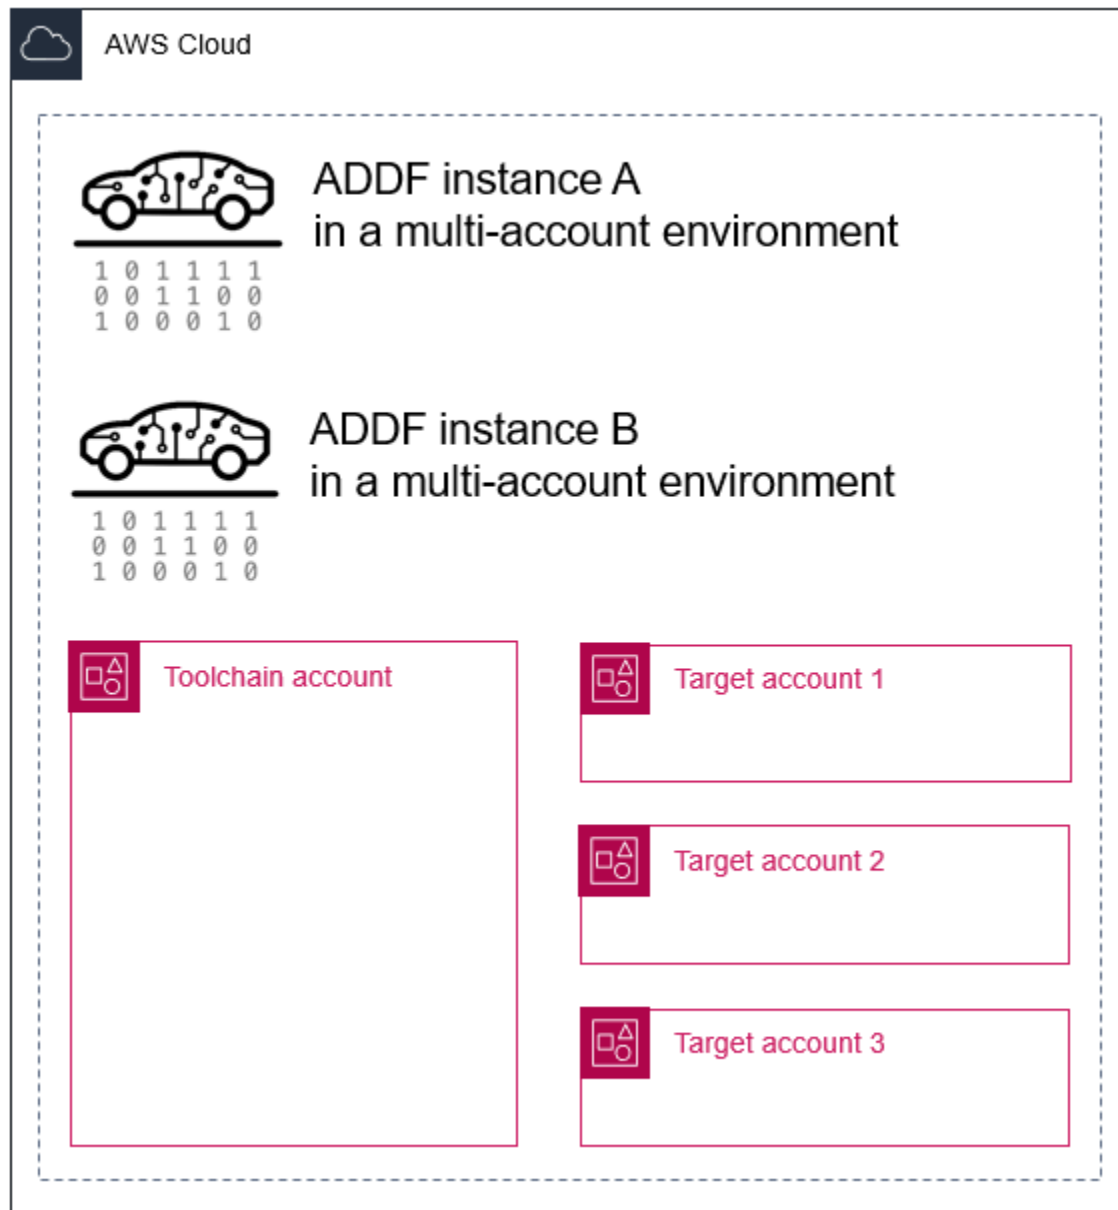 AWS Cloud
ADDF instance A
in a multi-account environment
1 0 1 1 1 1
0 0 1 1 0 0
1 0 0 0 1 0
ADDF instance B
in a multi-account environment
1 0 1 1 1 1
0 0 1 1 0 0
1 0 0 0 1 0
Toolchain account
Target account 1
Target account 2
Target account 3